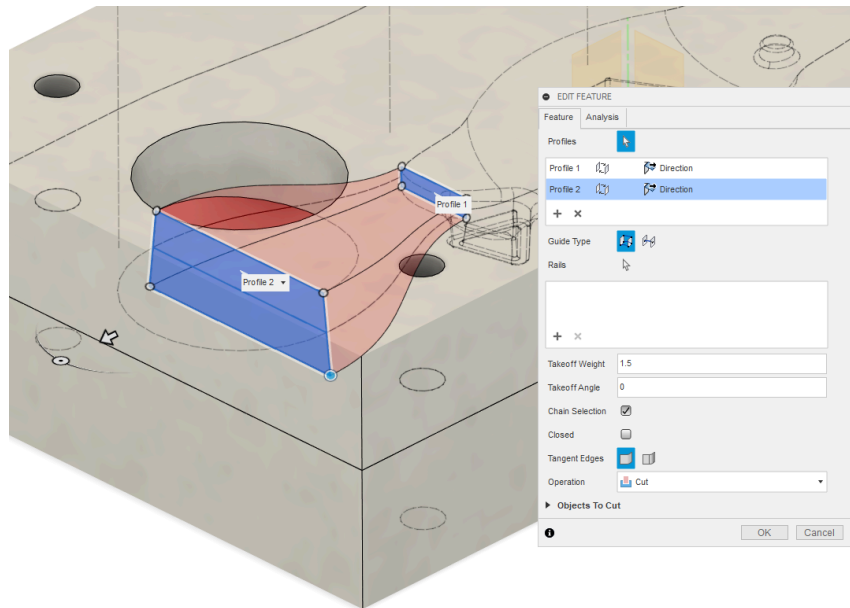 EDIT FEATURE
Feature Analysis
Profiles
Profile 1 Direction
Profile 2 Direction
Guide Type
Rails
Takeoff Weight 1.5
Takeoff Angle 0
Chain Selection
Closed
Tangent Edges
Operation Cut
Objects To Cut
OK Cancel
Profile 1
Profile 2